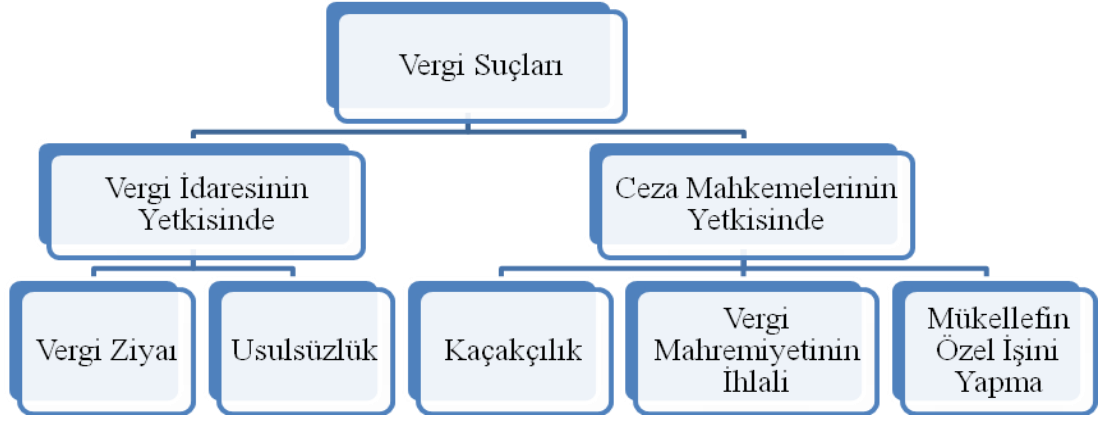 Vergi Suçları
Vergi İdaresinin
Yetkisinde
Ceza Mahkemelerinin
Yetkisinde
Vergi Ziyaı
Usulsüzlük
Kaçakçılık
Vergi
Mahremiyetinin
İhlali
Mükellefin
Özel İşini
Yapma